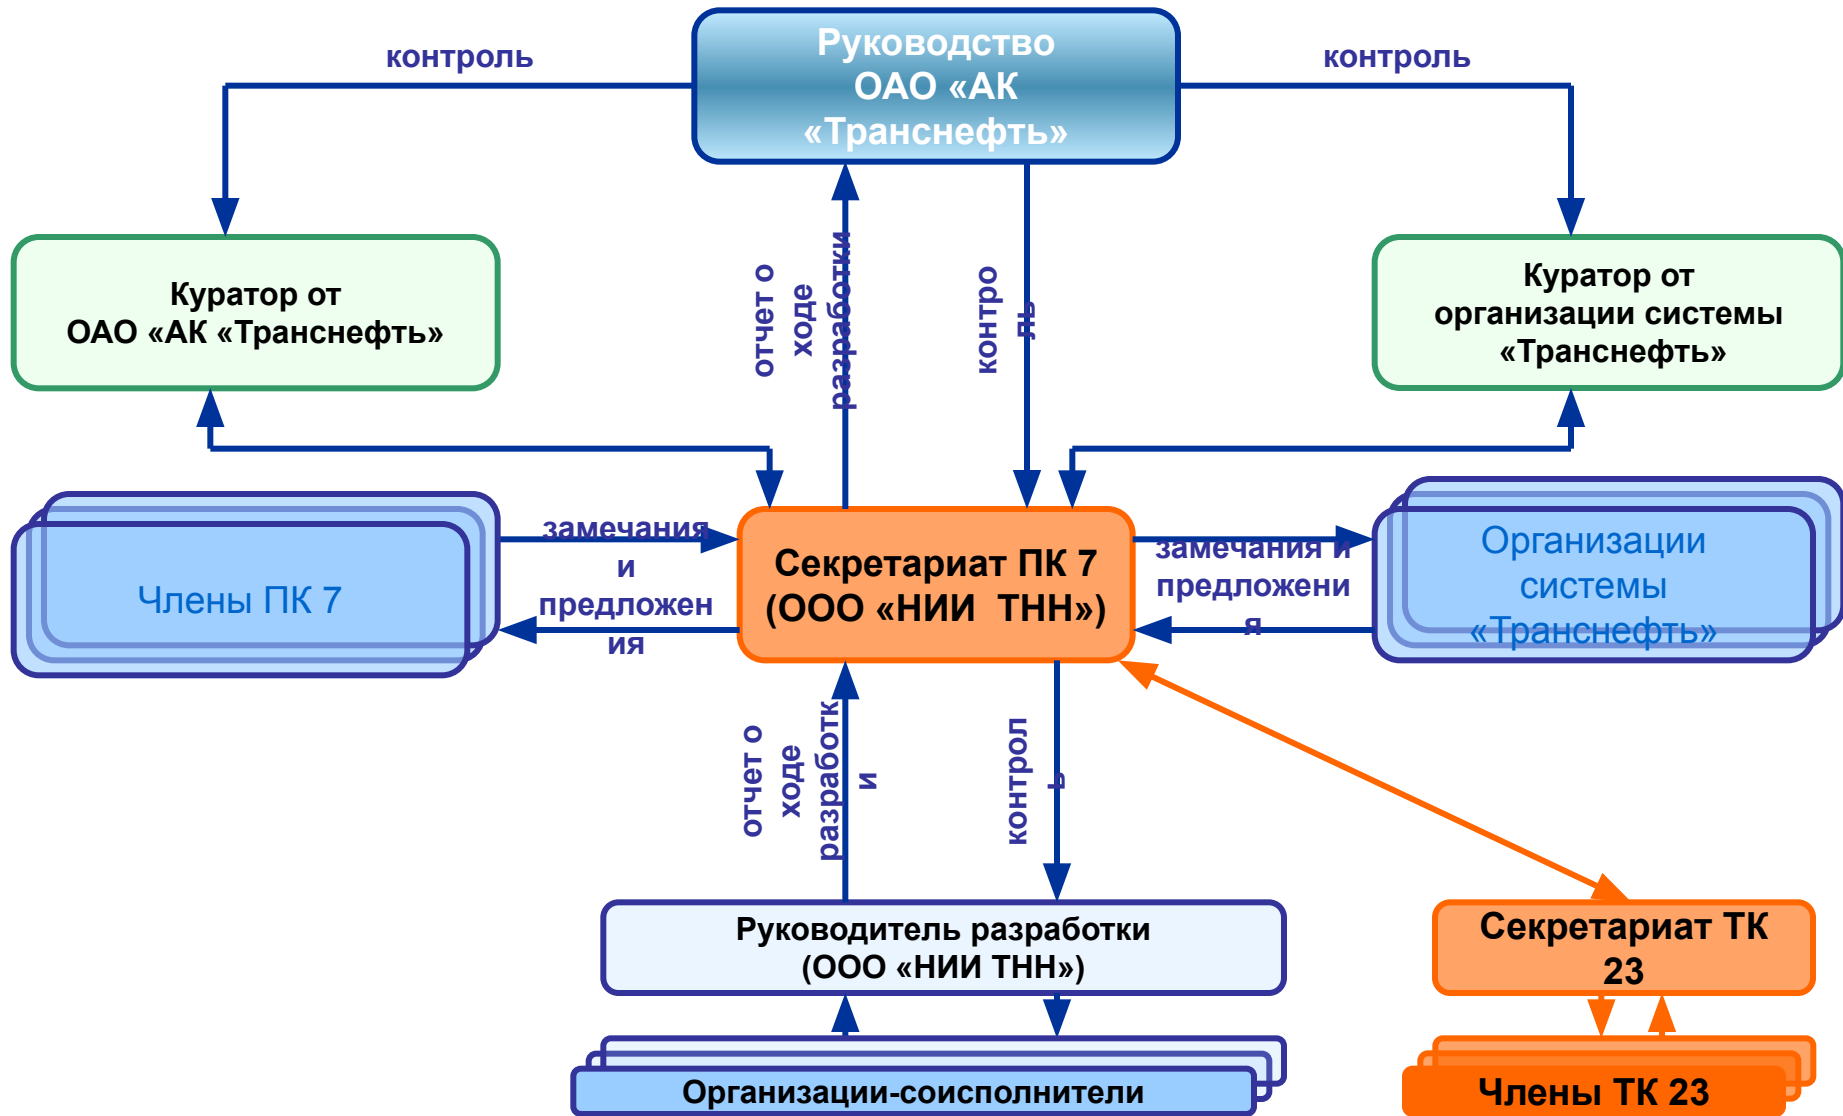 контроль
Руководство
ОАО «АК
«Транснефть»
контроль
Куратор от
ОАО «АК «Транснефть»
отчет о
ходе
разработки
контро
ль
Куратор от
организации системы
«Транснефть»
Члены ПК 7
замечания
и
предложен
ия
Секретариат ПК 7
(ООО «НИИ ТНН»)
замечания и
предложени
я
Организации
системы
«Транснефть»
отчет о
ходе
разработк
и
контрол
ь
Руководитель разработки
(ООО «НИИ ТНН»)
Секретариат ТК
23
Организации-соисполнители
Члены ТК 23